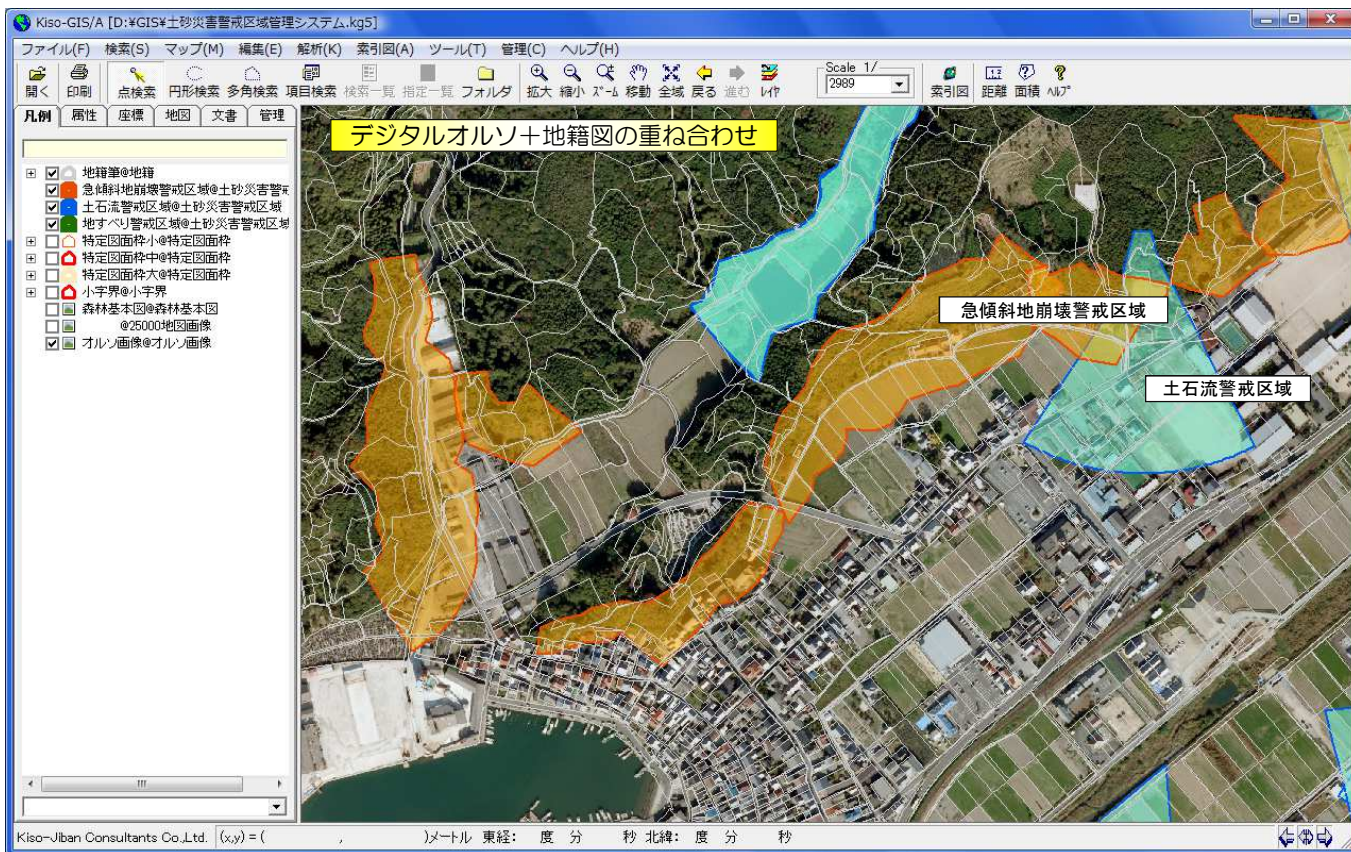 Kiso-GIS/A [D:¥GIS¥土砂災害警戒区域管理システム.kg5]
ファイル(F) 検索(S) マップ(M) 編集(E) 解析(K) 索引図(A) ツール(T) 管理(C) ヘルプ(H)
開く 印刷 点検索 円形検索 多角検索 項目検索 検索一覧 指定一覧 フォルダ 拡大 縮小 ズーム 移動 全域 戻る 進む レイヤ Scale 1/ 2989 索引図 距離 面積 ヘルプ
凡例 属性 座標 地図 文書 管理
デジタルオルソ+地籍図の重ね合わせ
地籍筆@地籍
急傾斜地崩壊警戒区域@土砂災害警戒
土石流警戒区域@土砂災害警戒区域
地すべり警戒区域@土砂災害警戒区域
特定図面枠小@特定図面枠
特定図面枠中@特定図面枠
特定図面枠大@特定図面枠
小字界@小字界
森林基本図@森林基本図
@25000地図画像
オルソ画像@オルソ画像
急傾斜地崩壊警戒区域
土石流警戒区域
Kiso-Jiban Consultants Co.,Ltd. (x,y) = ( , )メートル 東経: 度 分 秒 北緯: 度 分 秒